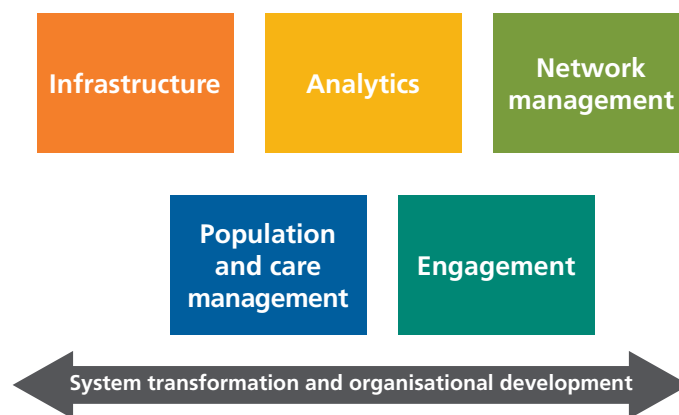 Infrastructure
Analytics
Network
management
Population
and care
management
Engagement
System transformation and organisational development